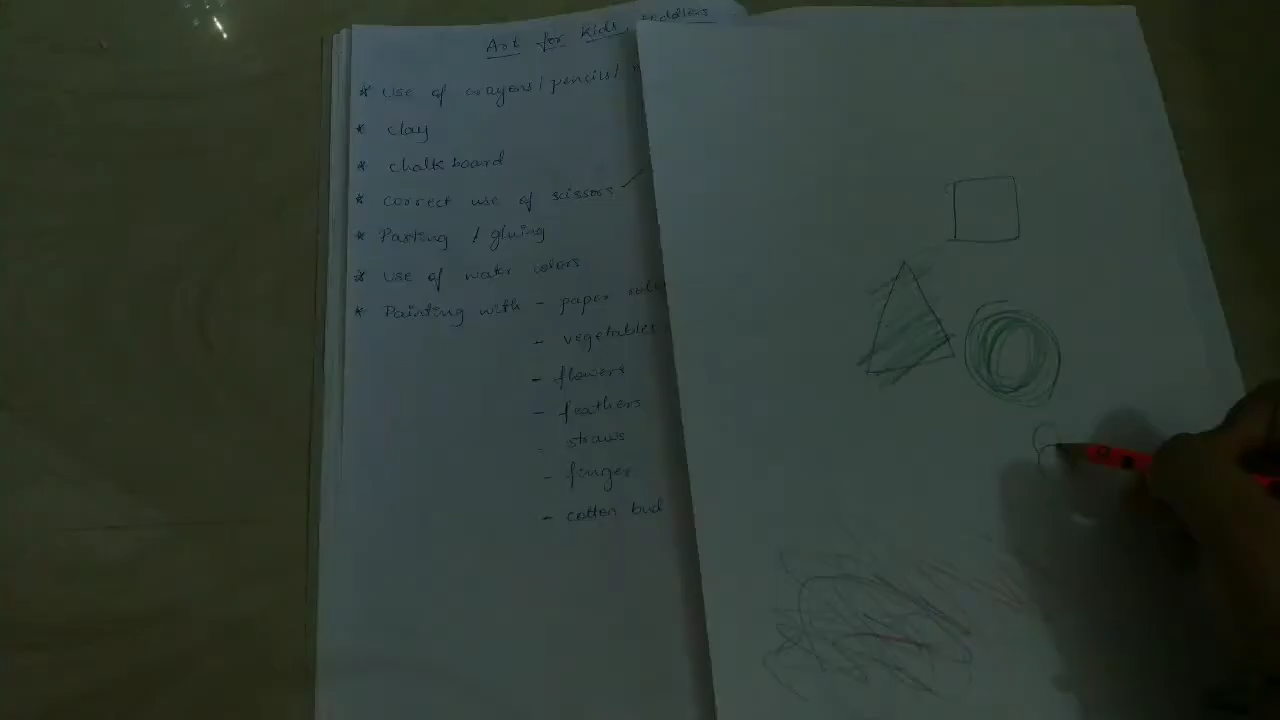 Art for Kids, toddlers
* Use of crayons/pencils/
* clay
* chalk board
* correct use of scissors
* Pasting / gluing
* Use of water colors
* Painting with - paper
- vegetables
- flowers
- feathers
- straws
- finger
- cotton bud